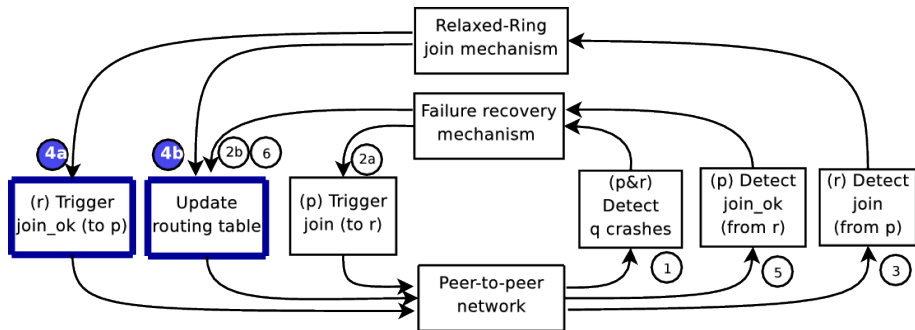 Relaxed-Ring
join mechanism
Failure recovery
mechanism
4a
4b
2b
6
2a
(r) Trigger
join_ok (to p)
Update
routing table
(p) Trigger
join (to r)
(p&r)
Detect
q crashes
(p) Detect
join_ok
(from r)
(r) Detect
join
(from p)
1
5
3
Peer-to-peer
network